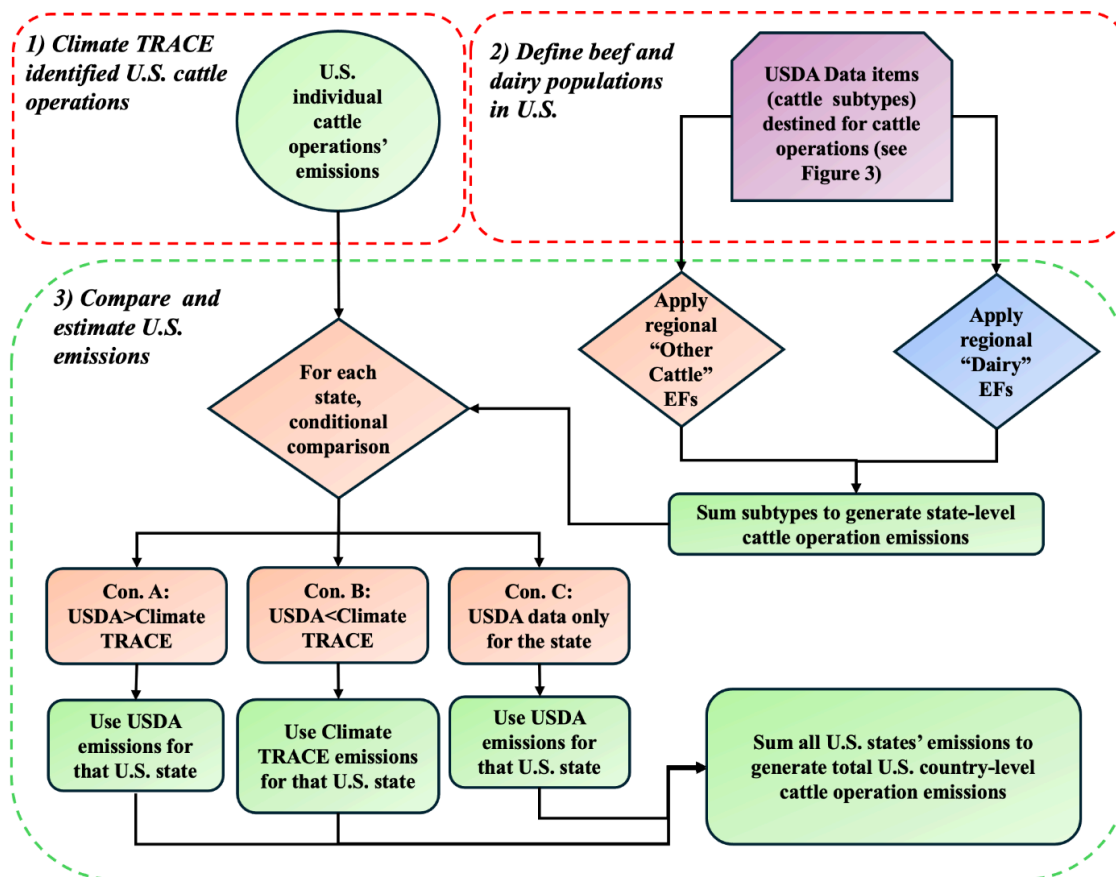 1) Climate TRACE
identified U.S. cattle
operations
U.S.
individual
cattle
operations’
emissions
2) Define beef and
dairy populations
in U.S.
USDA Data items
(cattle subtypes)
destined for cattle
operations (see
Figure 3)
3) Compare and
estimate U.S.
emissions
For each
state,
conditional
comparison
Apply
regional
“Other
Cattle”
EFs
Apply
regional
“Dairy”
EFs
Sum subtypes to generate state-level
cattle operation emissions
Con. A:
USDA>Climate
TRACE
Con. B:
USDA<Climate
TRACE
Con. C:
USDA data only
for the state
Use USDA
emissions for
that U.S. state
Use Climate
TRACE emissions
for that U.S. state
Use USDA
emissions for
that U.S. state
Sum all U.S. states’ emissions to
generate total U.S. country-level
cattle operation emissions